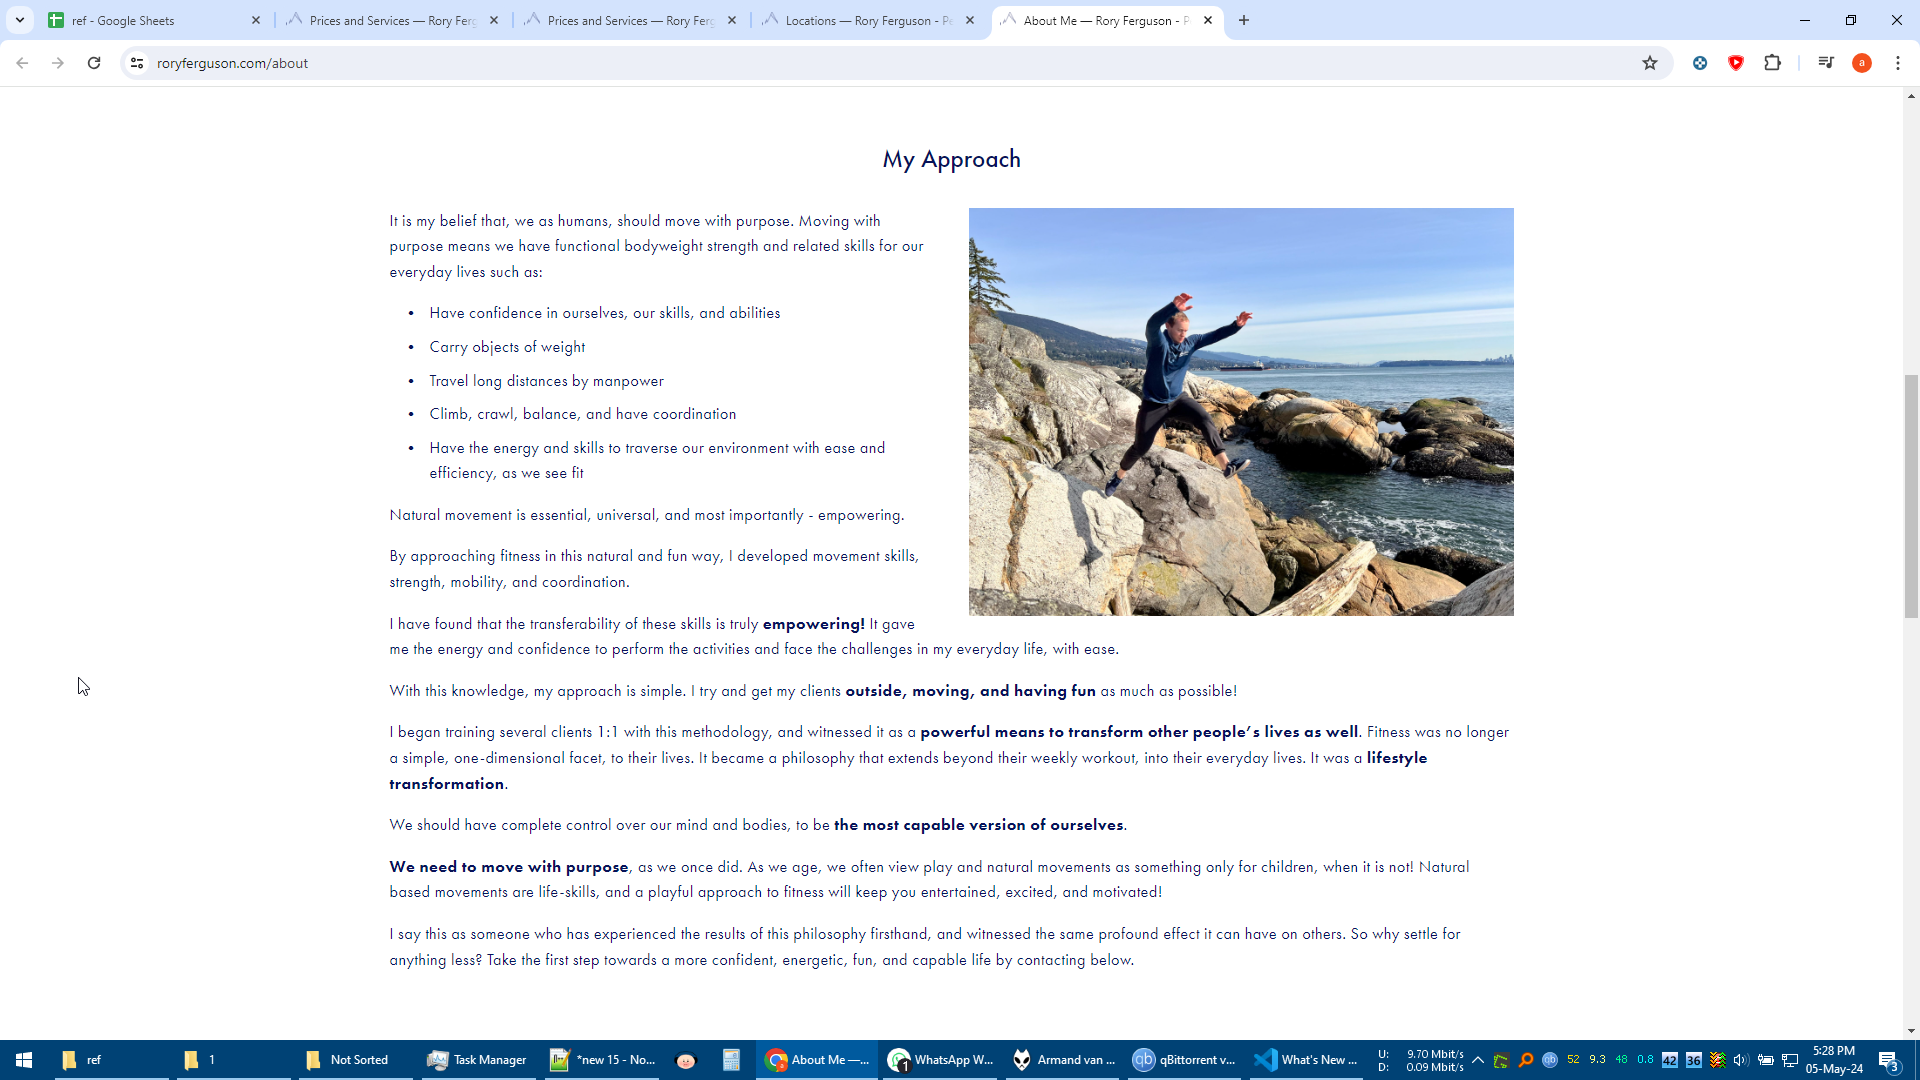 ref - Google Sheets
Prices and Services — Rory Ferg
Prices and Services — Rory Ferg
Locations — Rory Ferguson - Pe
About Me — Rory Ferguson - P
roryferguson.com/about
a
My Approach
It is my belief that, we as humans, should move with purpose. Moving with
purpose means we have functional bodyweight strength and related skills for our
everyday lives such as:
• Have confidence in ourselves, our skills, and abilities
• Carry objects of weight
• Travel long distances by manpower
• Climb, crawl, balance, and have coordination
• Have the energy and skills to traverse our environment with ease and
efficiency, as we see fit
Natural movement is essential, universal, and most importantly - empowering.
By approaching fitness in this natural and fun way, I developed movement skills,
strength, mobility, and coordination.
I have found that the transferability of these skills is truly empowering! It gave
me the energy and confidence to perform the activities and face the challenges in my everyday life, with ease.
With this knowledge, my approach is simple. I try and get my clients outside, moving, and having fun as much as possible!
I began training several clients 1:1 with this methodology, and witnessed it as a powerful means to transform other people’s lives as well. Fitness was no longer
a simple, one-dimensional facet, to their lives. It became a philosophy that extends beyond their weekly workout, into their everyday lives. It was a lifestyle
transformation.
We should have complete control over our mind and bodies, to be the most capable version of ourselves.
We need to move with purpose, as we once did. As we age, we often view play and natural movements as something only for children, when it is not! Natural
based movements are life-skills, and a playful approach to fitness will keep you entertained, excited, and motivated!
I say this as someone who has experienced the results of this philosophy firsthand, and witnessed the same profound effect it can have on others. So why settle for
anything less? Take the first step towards a more confident, energetic, fun, and capable life by contacting below.
ref
1
Not Sorted
Task Manager
*new 15 - No...
About Me —...
1
WhatsApp W...
Armand van ...
qb
qBittorrent v...
What's New ...
U: 9.70 Mbit/s
D: 0.09 Mbit/s
qb
52 9.3 48 0.8 42 36
5:28 PM
05-May-24
3